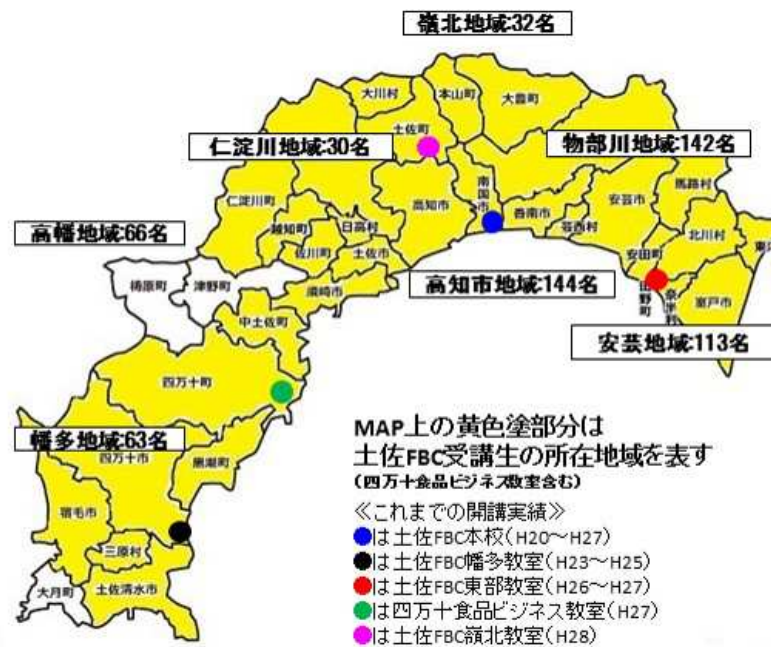 嶺北地域:32名
大川村
本山町
大豊町
土佐町
仁淀川地域:30名
物部川地域:142名
馬路村
仁淀川町
高知市
南国市
香南市
安芸市
芸西村
北川村
越知町
日高村
高幡地域:66名
佐川町
土佐市
安田町
東洋
梼原町
津野町
須崎市
高知市地域:144名
田野町
奈半利
室戸市
中土佐町
安芸地域:113名
四万十町
幡多地域:63名
四万十市
黒潮町
宿毛市
三原村
大月町
土佐清水市
MAP上の黄色塗部分は
土佐FBC受講生の所在地域を表す
(四万十食品ビジネス教室含む)
≪これまでの開講実績≫
●は土佐FBC本校(H20～H27)
●は土佐FBC幡多教室(H23～H25)
●は土佐FBC東部教室(H26～H27)
●は四万十食品ビジネス教室(H27)
●は土佐FBC嶺北教室(H28)